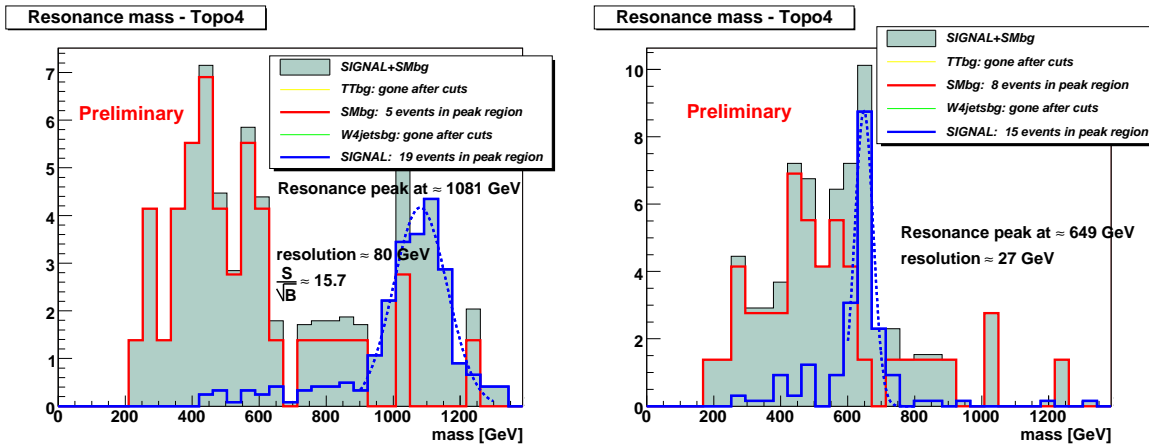 Resonance mass - Topo4
SIGNAL+SMbg
TTbg: gone after cuts
SMbg: 5 events in peak region
W4jetsbg: gone after cuts
SIGNAL: 19 events in peak region
Preliminary
Resonance peak at ≈ 1081 GeV
resolution ≈ 80 GeV
S
√B
≈ 15.7
7
6
5
4
3
2
1
0
0 200 400 600 800 1000 1200
mass [GeV]
Resonance mass - Topo4
SIGNAL+SMbg
TTbg: gone after cuts
SMbg: 8 events in peak region
W4jetsbg: gone after cuts
SIGNAL: 15 events in peak region
Preliminary
Resonance peak at ≈ 649 GeV
resolution ≈ 27 GeV
10
8
6
4
2
0
0 200 400 600 800 1000 1200
mass [GeV]